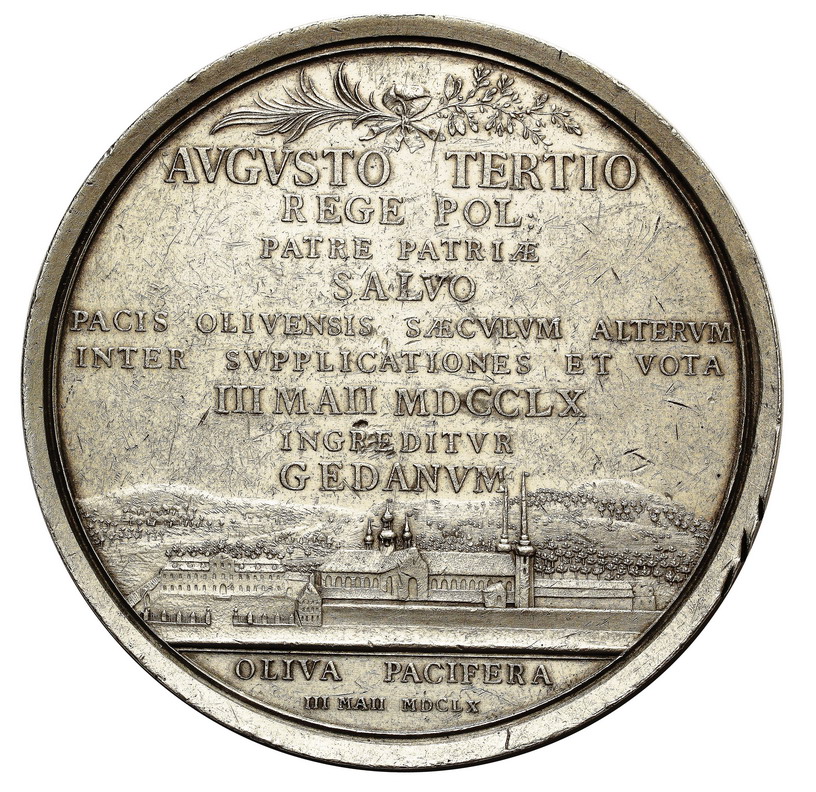 AVGVSTO TERTIO
REGE POL.
PATRE PATRIÆ
SALVO
PACIS OLIVENSIS SÆCVLVM ALTERVM
INTER SVPPLICATIONES ET VOTA
III MAII MDCCLX
INGREDITVR
GEDANVM
OLIVA PACIFERA
III MAII MDCLX